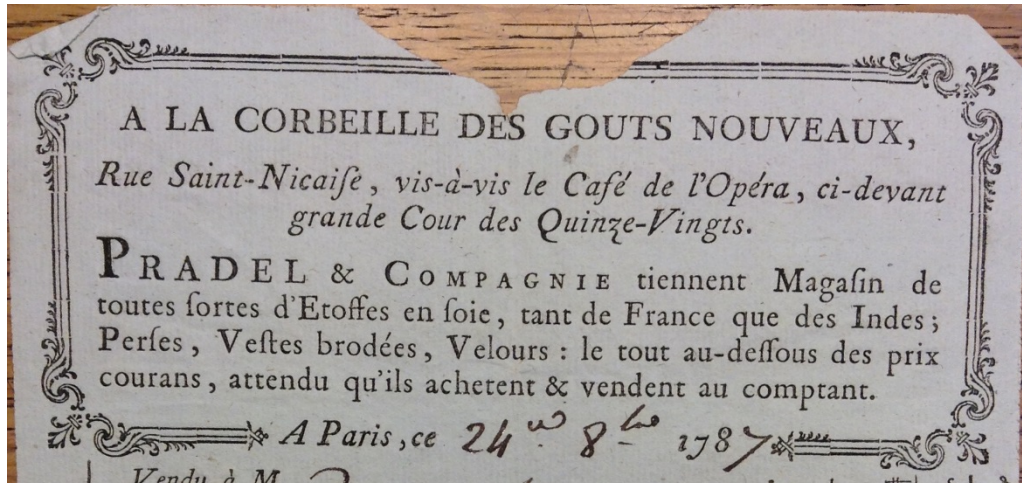 A LA CORBEILLE DES GOUTS NOUVEAUX,
Rue Saint-Nicaiſe, vis-à-vis le Café de l'Opéra, ci-devant
grande Cour des Quinze-Vingts.
PRADEL & COMPAGNIE tiennent Magaſin de
toutes ſortes d'Etoffes en ſoie, tant de France que des Indes;
Perſes, Veſtes brodées, Velours : le tout au-deſſous des prix
courans, attendu qu'ils achetent & vendent au comptant.
A Paris, ce 24 8bre 1787
Vendu à M